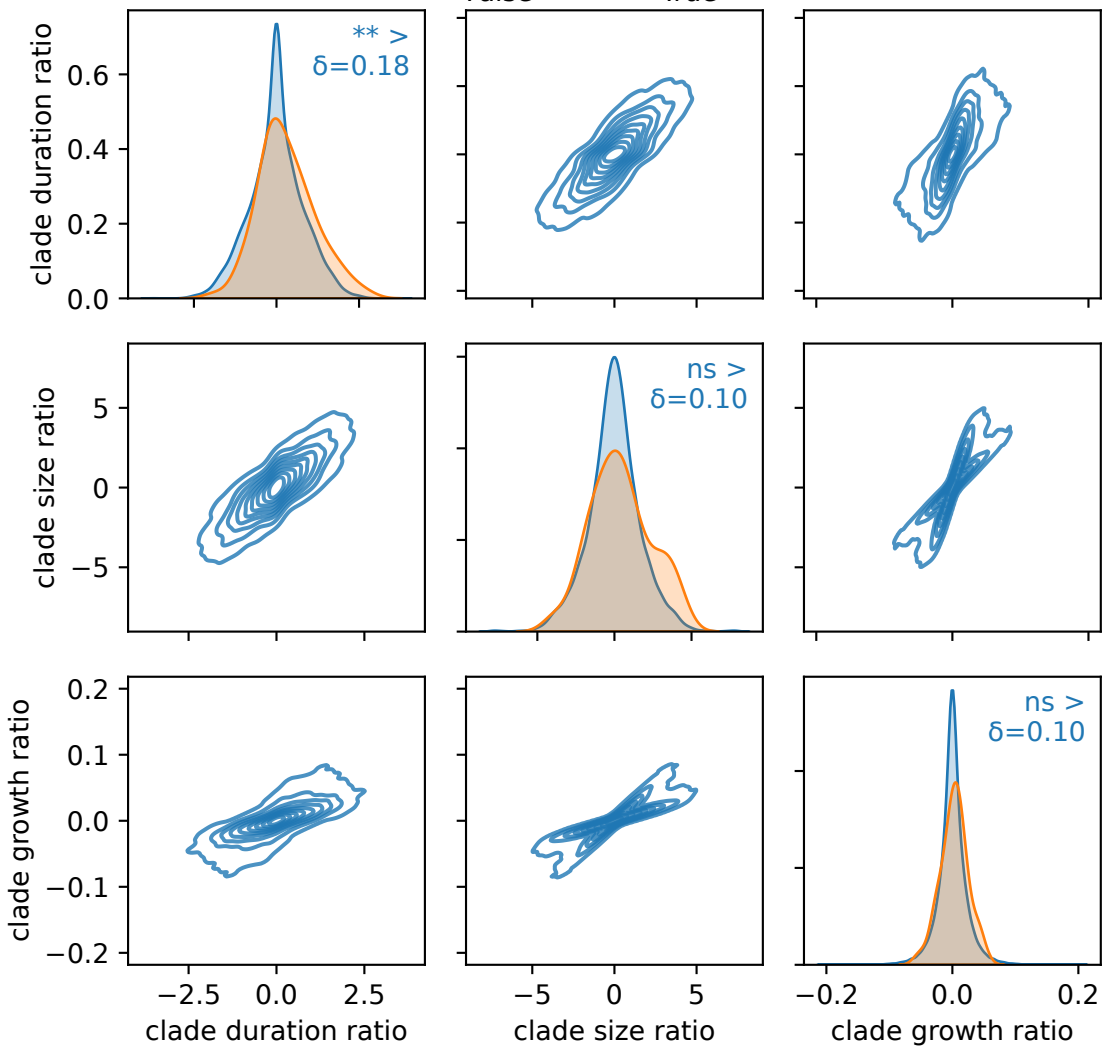 ** >
δ=0.18
clade duration ratio
0.6
0.4
0.2
0.0
ns >
δ=0.10
clade size ratio
5
0
−5
ns >
δ=0.10
clade growth ratio
0.2
0.1
0.0
−0.1
−0.2
−2.5 0.0 2.5
−5 0 5
−0.2 0.0 0.2
clade duration ratio
clade size ratio
clade growth ratio